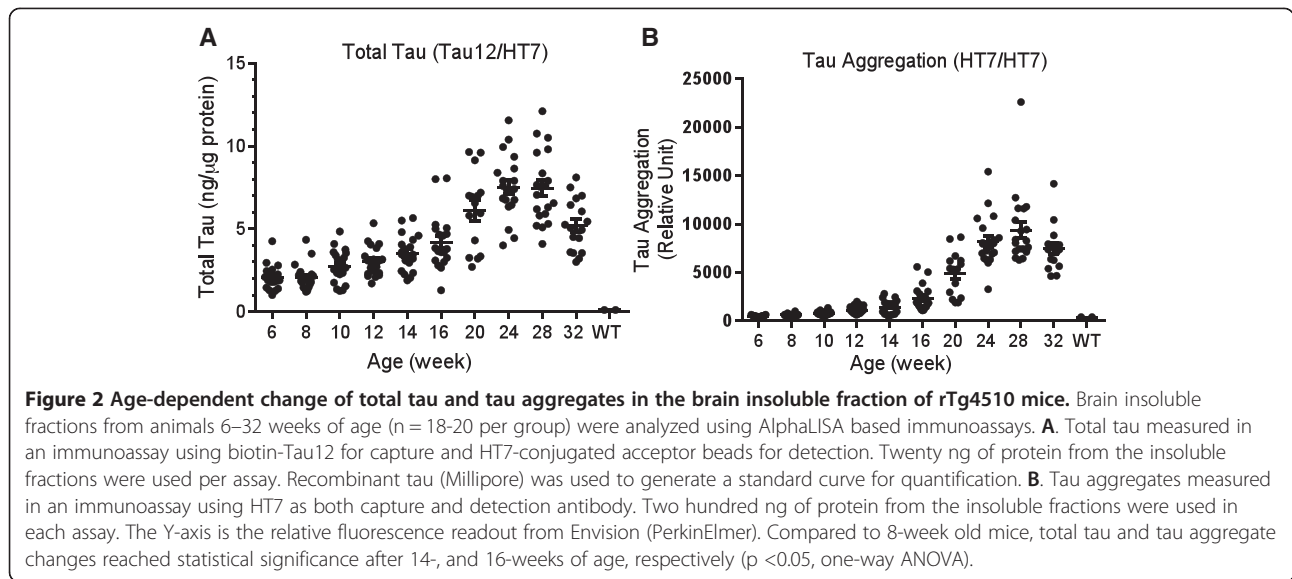 A
Total Tau (Tau12/HT7)
Total Tau (ng/μg protein)
15
10
5
0
6 8 10 12 14 16 20 24 28 32 WT
Age (week)
B
Tau Aggregation (HT7/HT7)
Tau Aggregation
(Relative Unit)
25000
20000
15000
10000
5000
0
6 8 10 12 14 16 20 24 28 32 WT
Age (week)
Figure 2 Age-dependent change of total tau and tau aggregates in the brain insoluble fraction of rTg4510 mice. Brain insoluble
fractions from animals 6–32 weeks of age (n = 18-20 per group) were analyzed using AlphaLISA based immunoassays. A. Total tau measured in
an immunoassay using biotin-Tau12 for capture and HT7-conjugated acceptor beads for detection. Twenty ng of protein from the insoluble
fractions were used per assay. Recombinant tau (Millipore) was used to generate a standard curve for quantification. B. Tau aggregates measured
in an immunoassay using HT7 as both capture and detection antibody. Two hundred ng of protein from the insoluble fractions were used in
each assay. The Y-axis is the relative fluorescence readout from Envision (PerkinElmer). Compared to 8-week old mice, total tau and tau aggregate
changes reached statistical significance after 14-, and 16-weeks of age, respectively (p <0.05, one-way ANOVA).